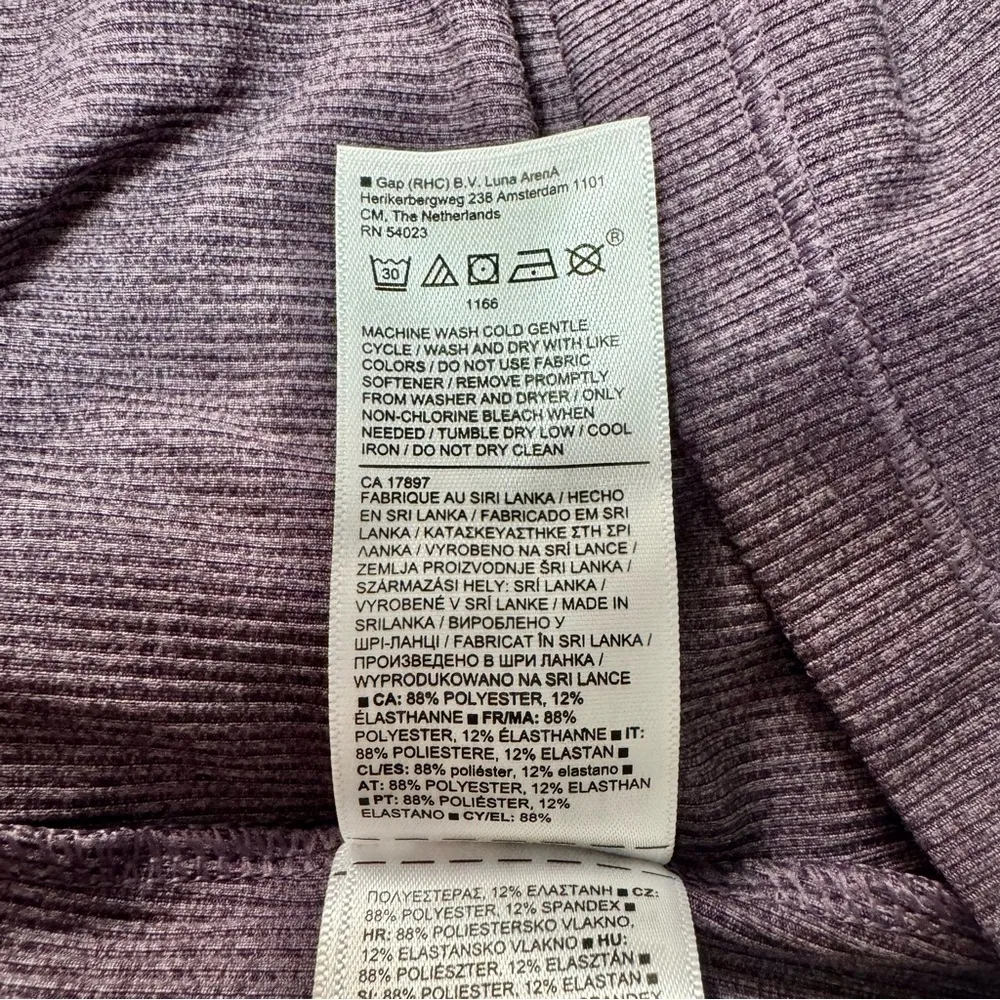 ■ Gap (RHC) B.V. Luna ArenA
Herikerbergweg 238 Amsterdam 1101
CM, The Netherlands
RN 54023
30
®
1166
MACHINE WASH COLD GENTLE
CYCLE / WASH AND DRY WITH LIKE
COLORS / DO NOT USE FABRIC
SOFTENER / REMOVE PROMPTLY
FROM WASHER AND DRYER / ONLY
NON-CHLORINE BLEACH WHEN
NEEDED / TUMBLE DRY LOW / COOL
IRON / DO NOT DRY CLEAN
CA 17897
FABRIQUE AU SIRI LANKA / HECHO
EN SRI LANKA / FABRICADO EM SRI
LANKA / ΚΑΤΑΣΚΕΥΑΣΤΗΚΕ ΣΤΗ ΣΡΙ
ΛΑΝΚΑ / VYROBENO NA SRÍ LANCE /
ZEMLJA PROIZVODNJE ŠRI LANKA /
SZÁRMAZÁSI HELY: SRÍ LANKA /
VYROBENÉ V SRÍ LANKE / MADE IN
SRILANKA / ВИРОБЛЕНО У
ШРІ-ЛАНЦІ / FABRICAT ÎN SRI LANKA /
ПРОИЗВЕДЕНО В ШРИ ЛАНКА /
WYPRODUKOWANO NA SRI LANCE
■ CA: 88% POLYESTER, 12%
ÉLASTHANNE ■ FR/MA: 88%
POLYESTER, 12% ÉLASTHANNE ■ IT:
88% POLIESTERE, 12% ELASTAN ■
CL/ES: 88% poliéster, 12% elastano ■
AT: 88% POLYESTER, 12% ELASTHAN
■ PT: 88% POLIÉSTER, 12%
ELASTANO ■ CY/EL: 88%
ΠΟΛΥΕΣΤΕΡΑΣ, 12% ΕΛΑΣΤΑΝΗ ■ CZ:
88% POLYESTER, 12% SPANDEX ■
HR: 88% POLIESTERSKO VLAKNO,
12% ELASTANSKO VLAKNO ■ HU:
88% POLIÉSZTER, 12% ELASZTÁN ■
SI: 88% POLIESTER, 12% ELASTAN ■
SPANDEX